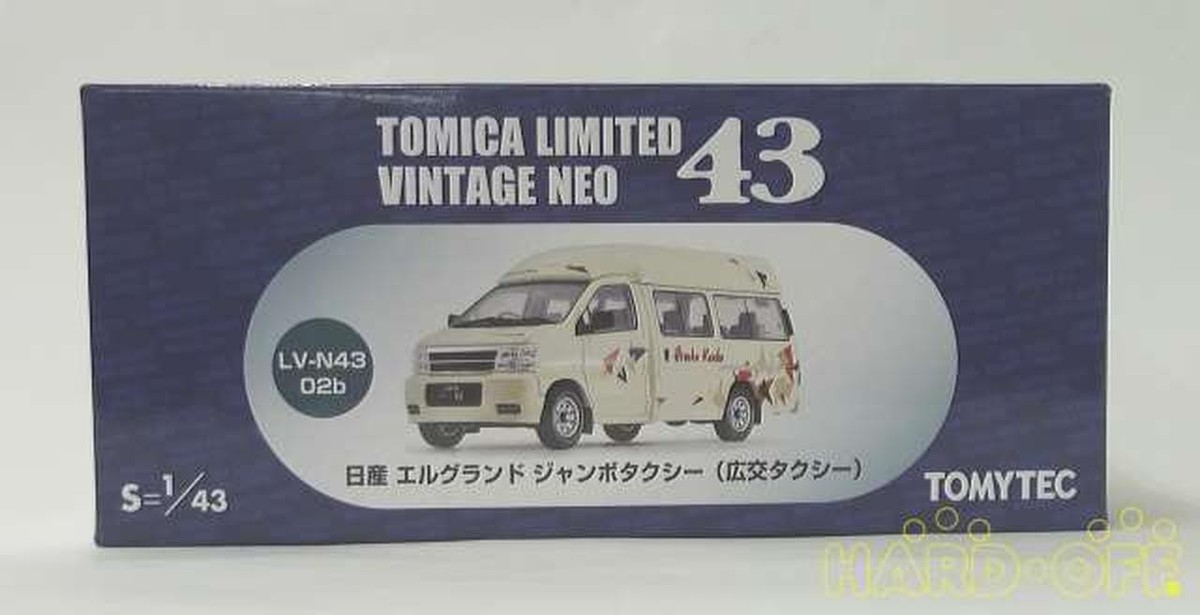 TOMICA LIMITED
VINTAGE NEO
43
LV-N43
02b
日産 エルグランド ジャンボタクシー（広交タクシー）
S=1/43
TOMYTEC
HARD・OFF